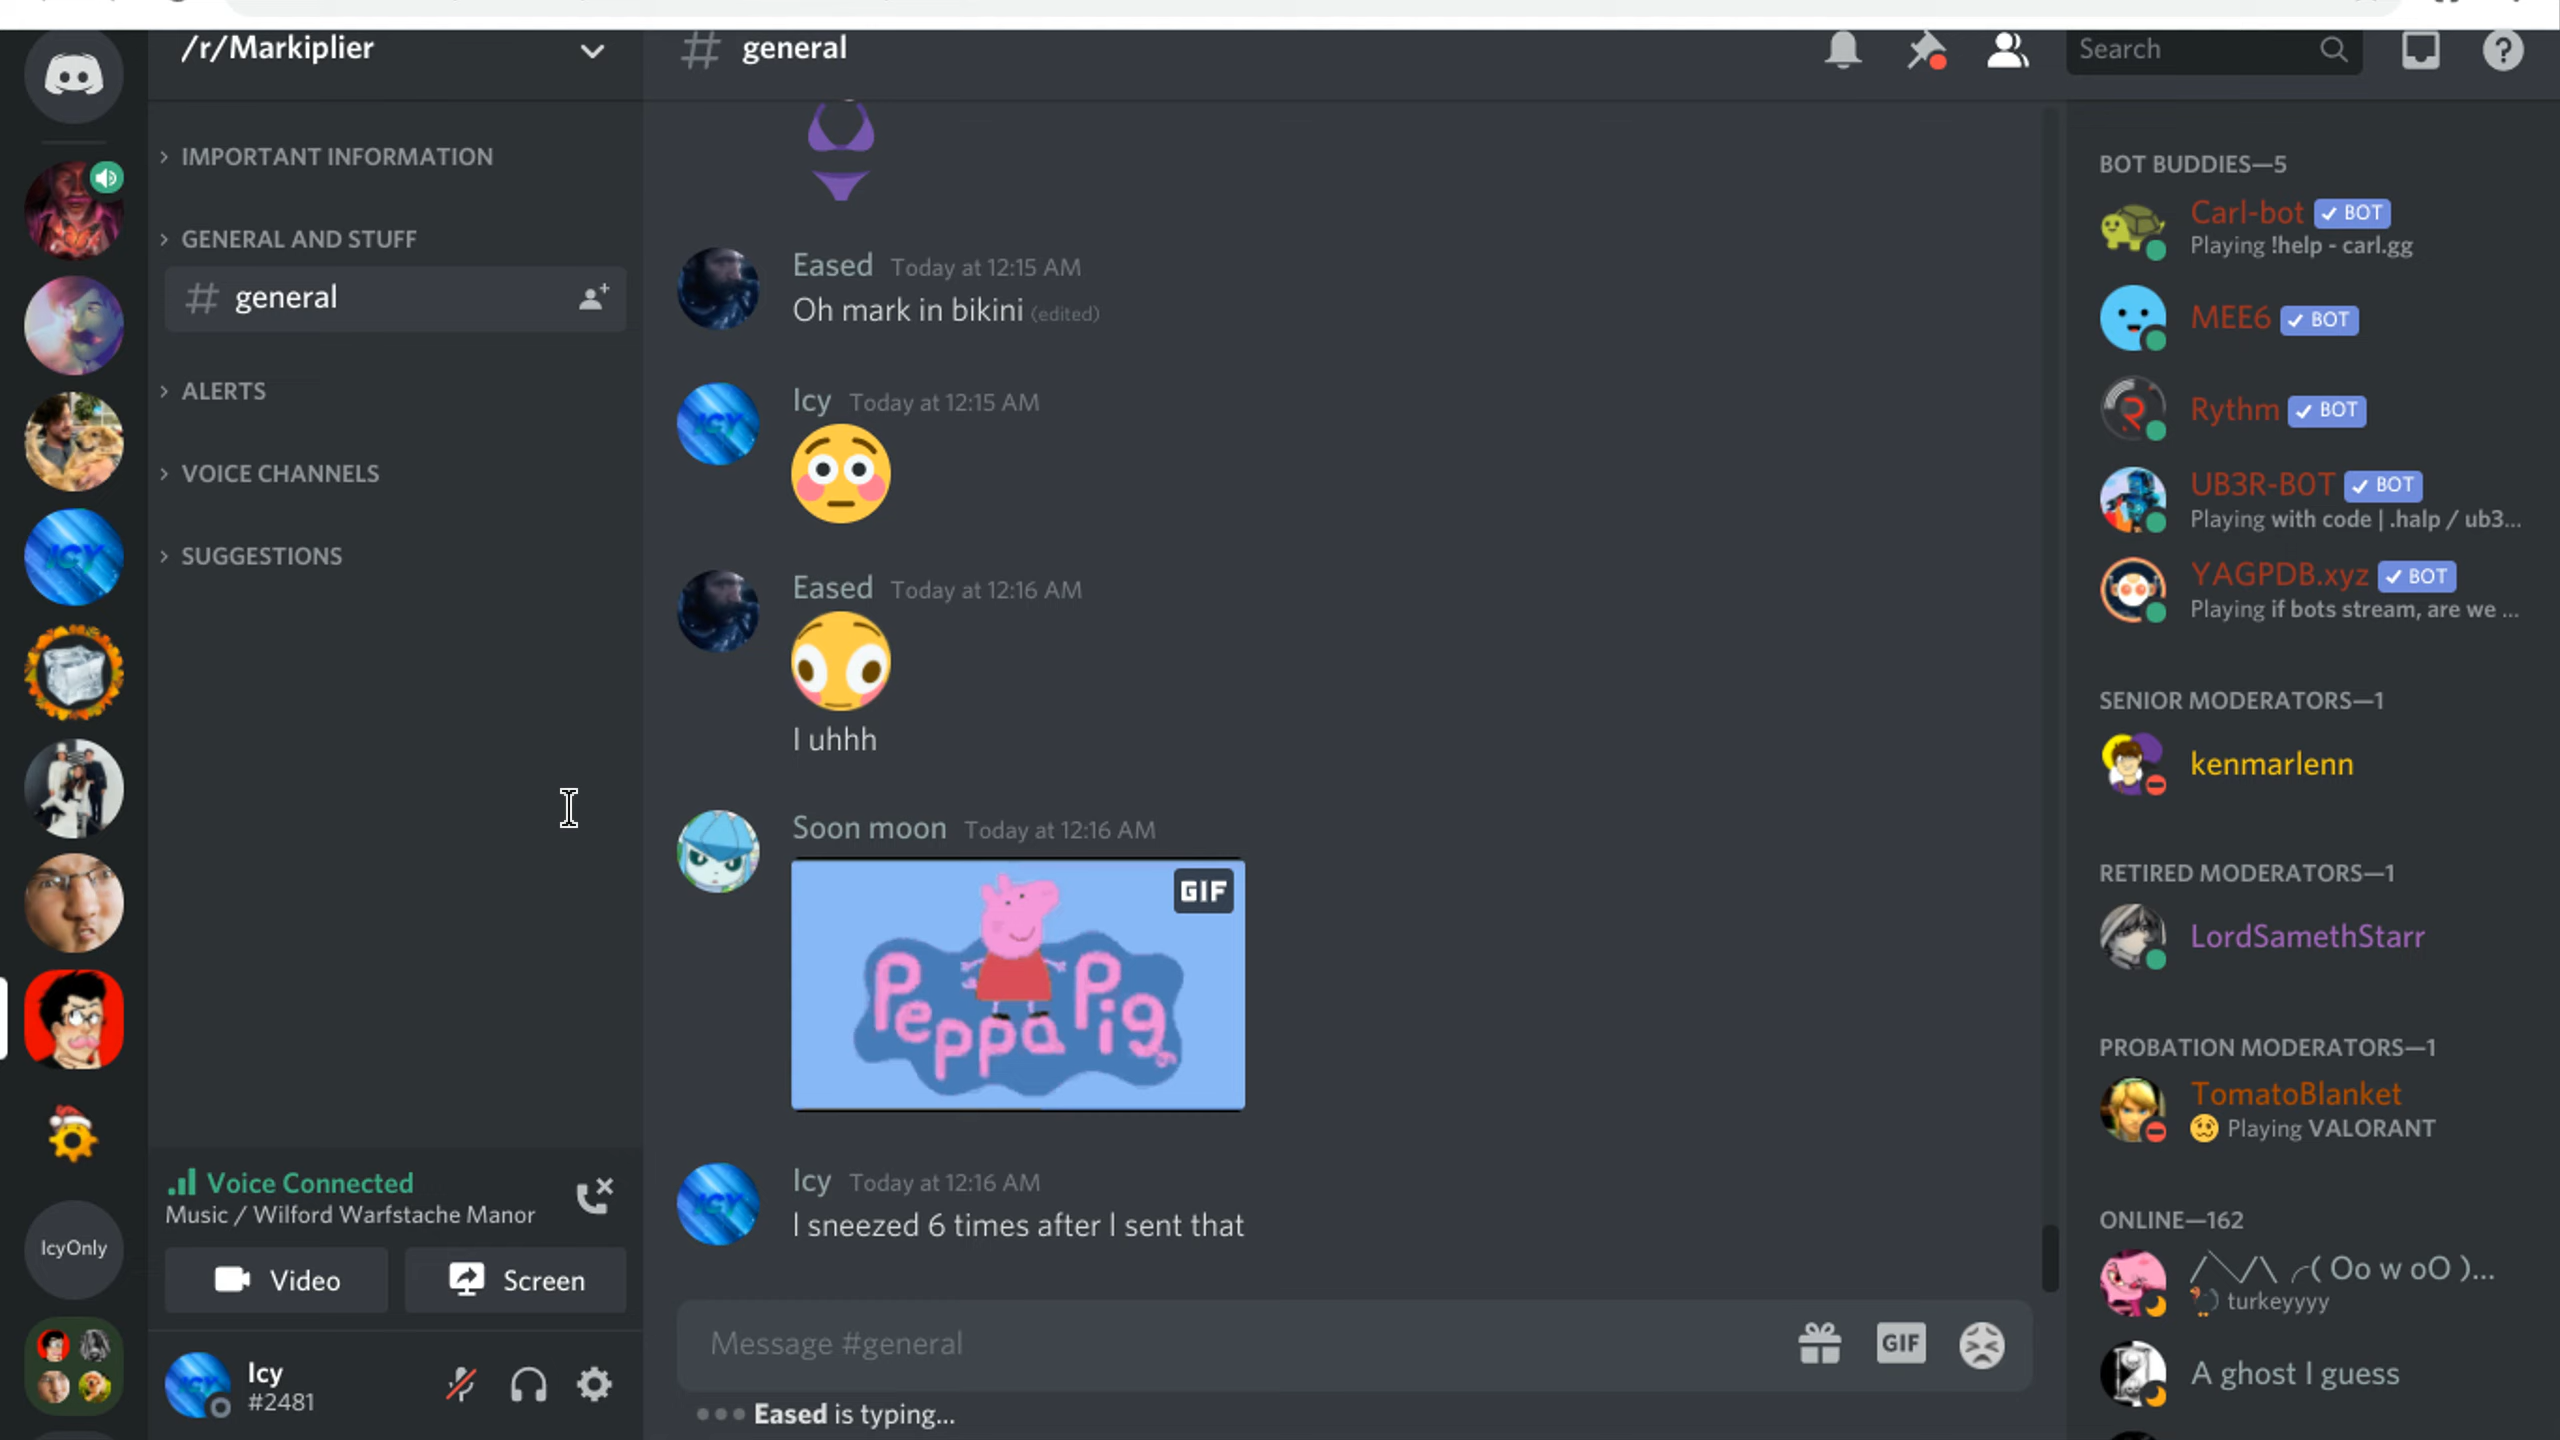 /r/Markiplier
IMPORTANT INFORMATION
GENERAL AND STUFF
general
ALERTS
VOICE CHANNELS
SUGGESTIONS
ICY
IcyOnly
Voice Connected
Music / Wilford Warfstache Manor
Video
Screen
Icy
#2481
# general
Search
Eased Today at 12:15 AM
Oh mark in bikini (edited)
Icy Today at 12:15 AM
Eased Today at 12:16 AM
I uhhh
Soon moon Today at 12:16 AM
GIF
Peppa Pig
Icy Today at 12:16 AM
I sneezed 6 times after I sent that
Message #general
GIF
Eased is typing...
BOT BUDDIES—5
Carl-bot ✓ BOT
Playing !help - carl.gg
MEE6 ✓ BOT
Rythm ✓ BOT
UB3R-B0T ✓ BOT
Playing with code | .halp / ub3...
YAGPDB.xyz ✓ BOT
Playing if bots stream, are we ...
SENIOR MODERATORS—1
kenmarlenn
RETIRED MODERATORS—1
LordSamethStarr
PROBATION MODERATORS—1
TomatoBlanket
Playing VALORANT
ONLINE—162
/╲/\ ╭( Oo w oO )...
turkeyyyy
A ghost I guess